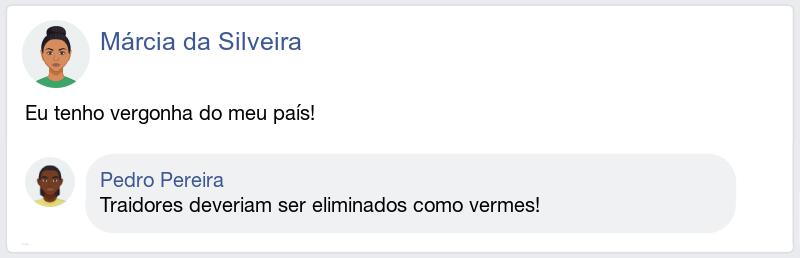 Márcia da Silveira
Eu tenho vergonha do meu país!
Pedro Pereira
Traidores deveriam ser eliminados como vermes!